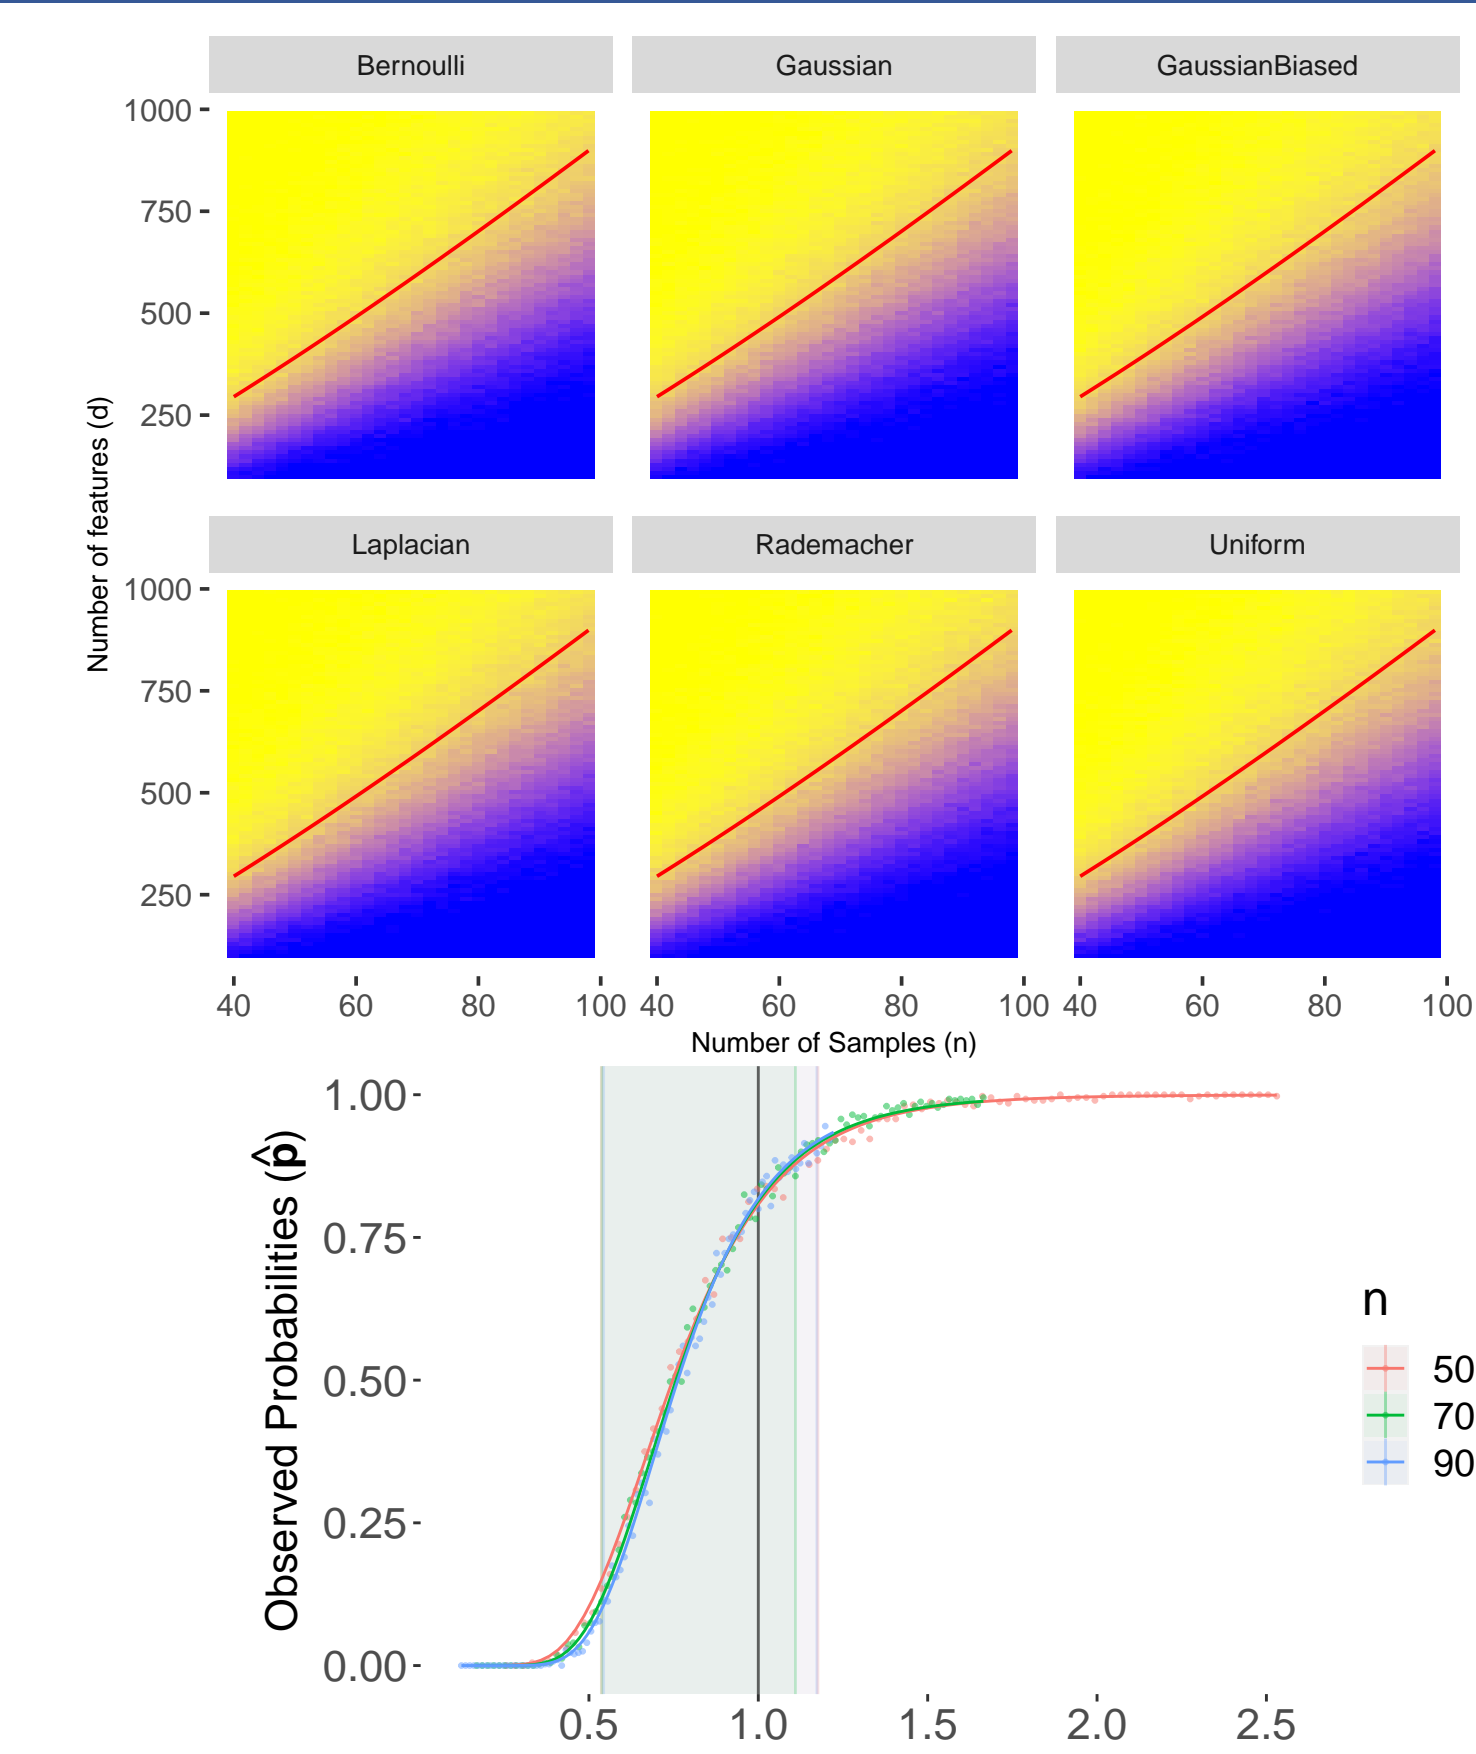 Bernoulli Gaussian GaussianBiased
1000
750
500
250
Number of features (d)
Laplacian Rademacher Uniform
1000
750
500
250
40 60 80 100 40 60 80 100 40 60 80 100
Number of Samples (n)
1.00
0.75
0.50
0.25
0.00
Observed Probabilities (p̂)
0.5 1.0 1.5 2.0 2.5
n
50
70
90